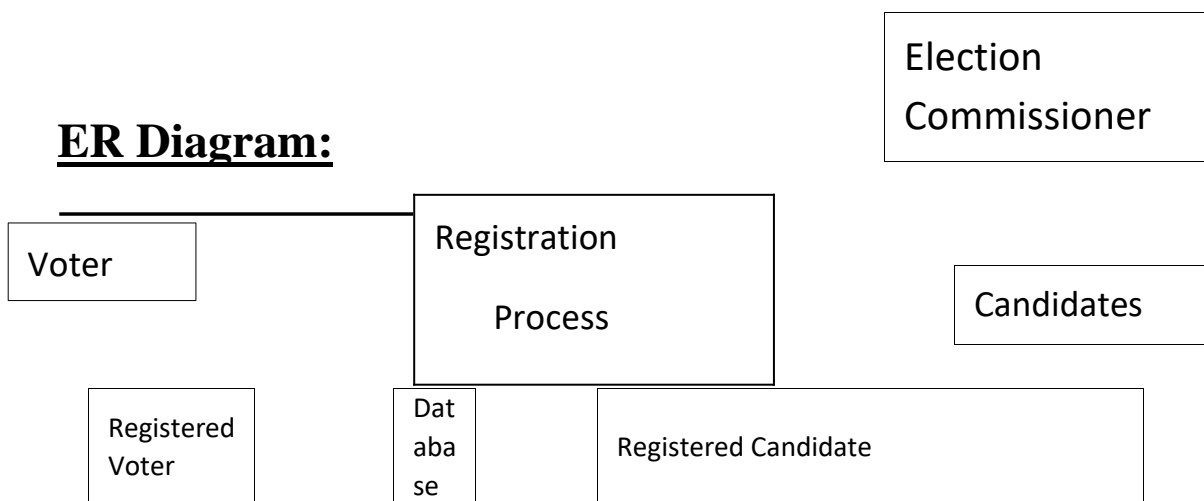 Election
Commissioner
ER Diagram:
Voter
Registration
Process
Candidates
Registered
Voter
Dat
aba
se
Registered Candidate